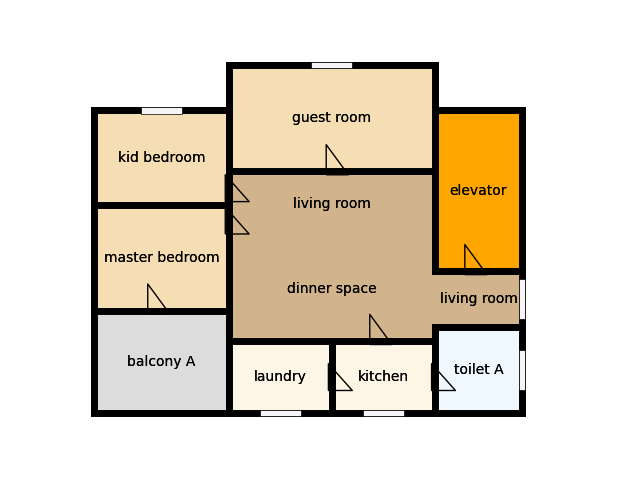 guest room
kid bedroom
elevator
living room
master bedroom
dinner space
living room
balcony A
laundry
kitchen
toilet A